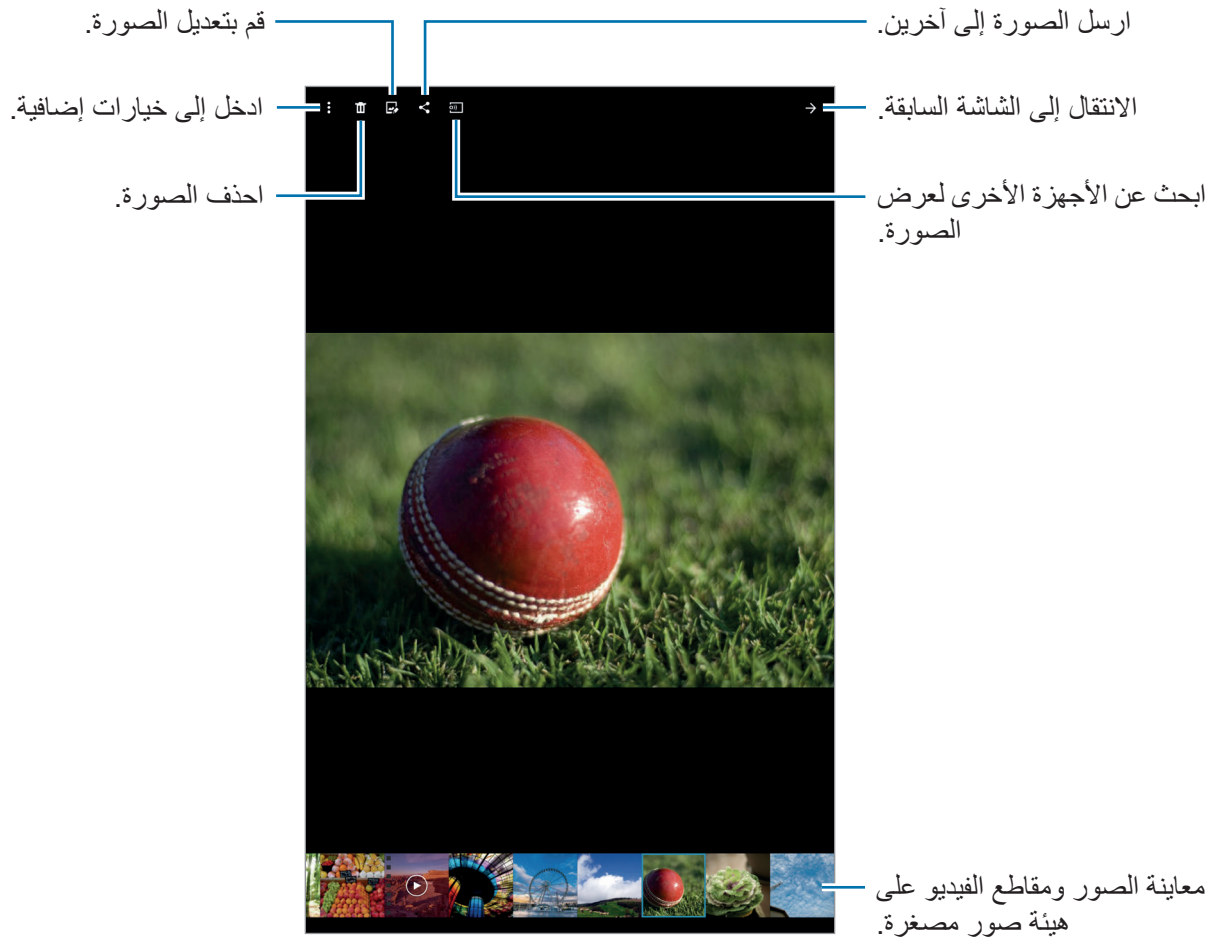 ارسل الصورة إلى آخرين.
قم بتعديل الصورة.
الانتقال إلى الشاشة السابقة.
ادخل إلى خيارات إضافية.
ابحث عن الأجهزة الأخرى لعرض
الصورة.
احذف الصورة.
معاينة الصور ومقاطع الفيديو على
هيئة صور مصغرة.